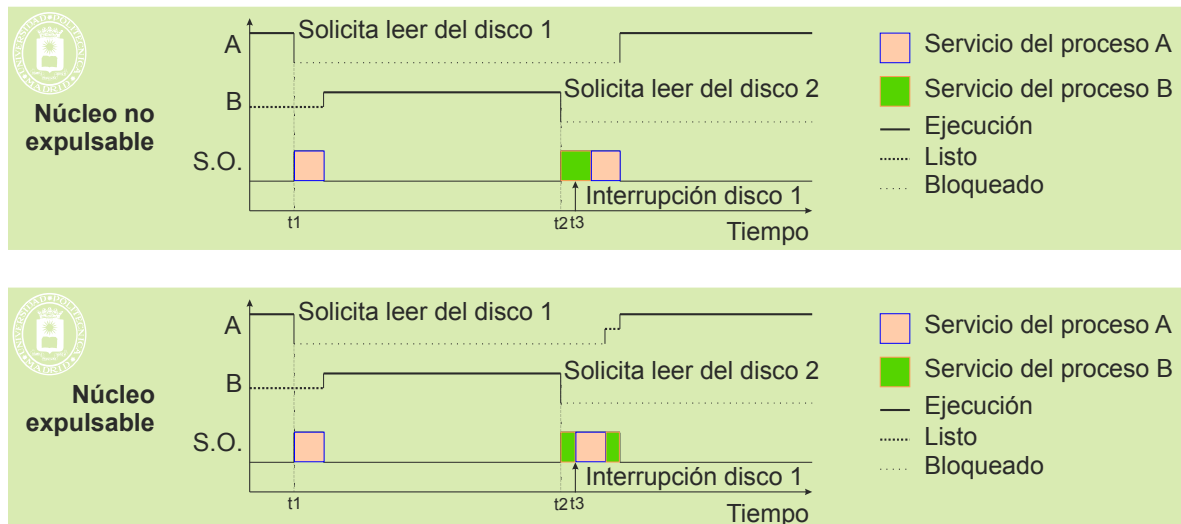 Solicita leer del disco 1
A
B
Solicita leer del disco 2
Núcleo no
expulsable
S.O.
Interrupción disco 1
t1
t2 t3
Tiempo
Servicio del proceso A
Servicio del proceso B
Ejecución
Listo
Bloqueado
Solicita leer del disco 1
A
B
Solicita leer del disco 2
Núcleo
expulsable
S.O.
Interrupción disco 1
t1
t2 t3
Tiempo
Servicio del proceso A
Servicio del proceso B
Ejecución
Listo
Bloqueado